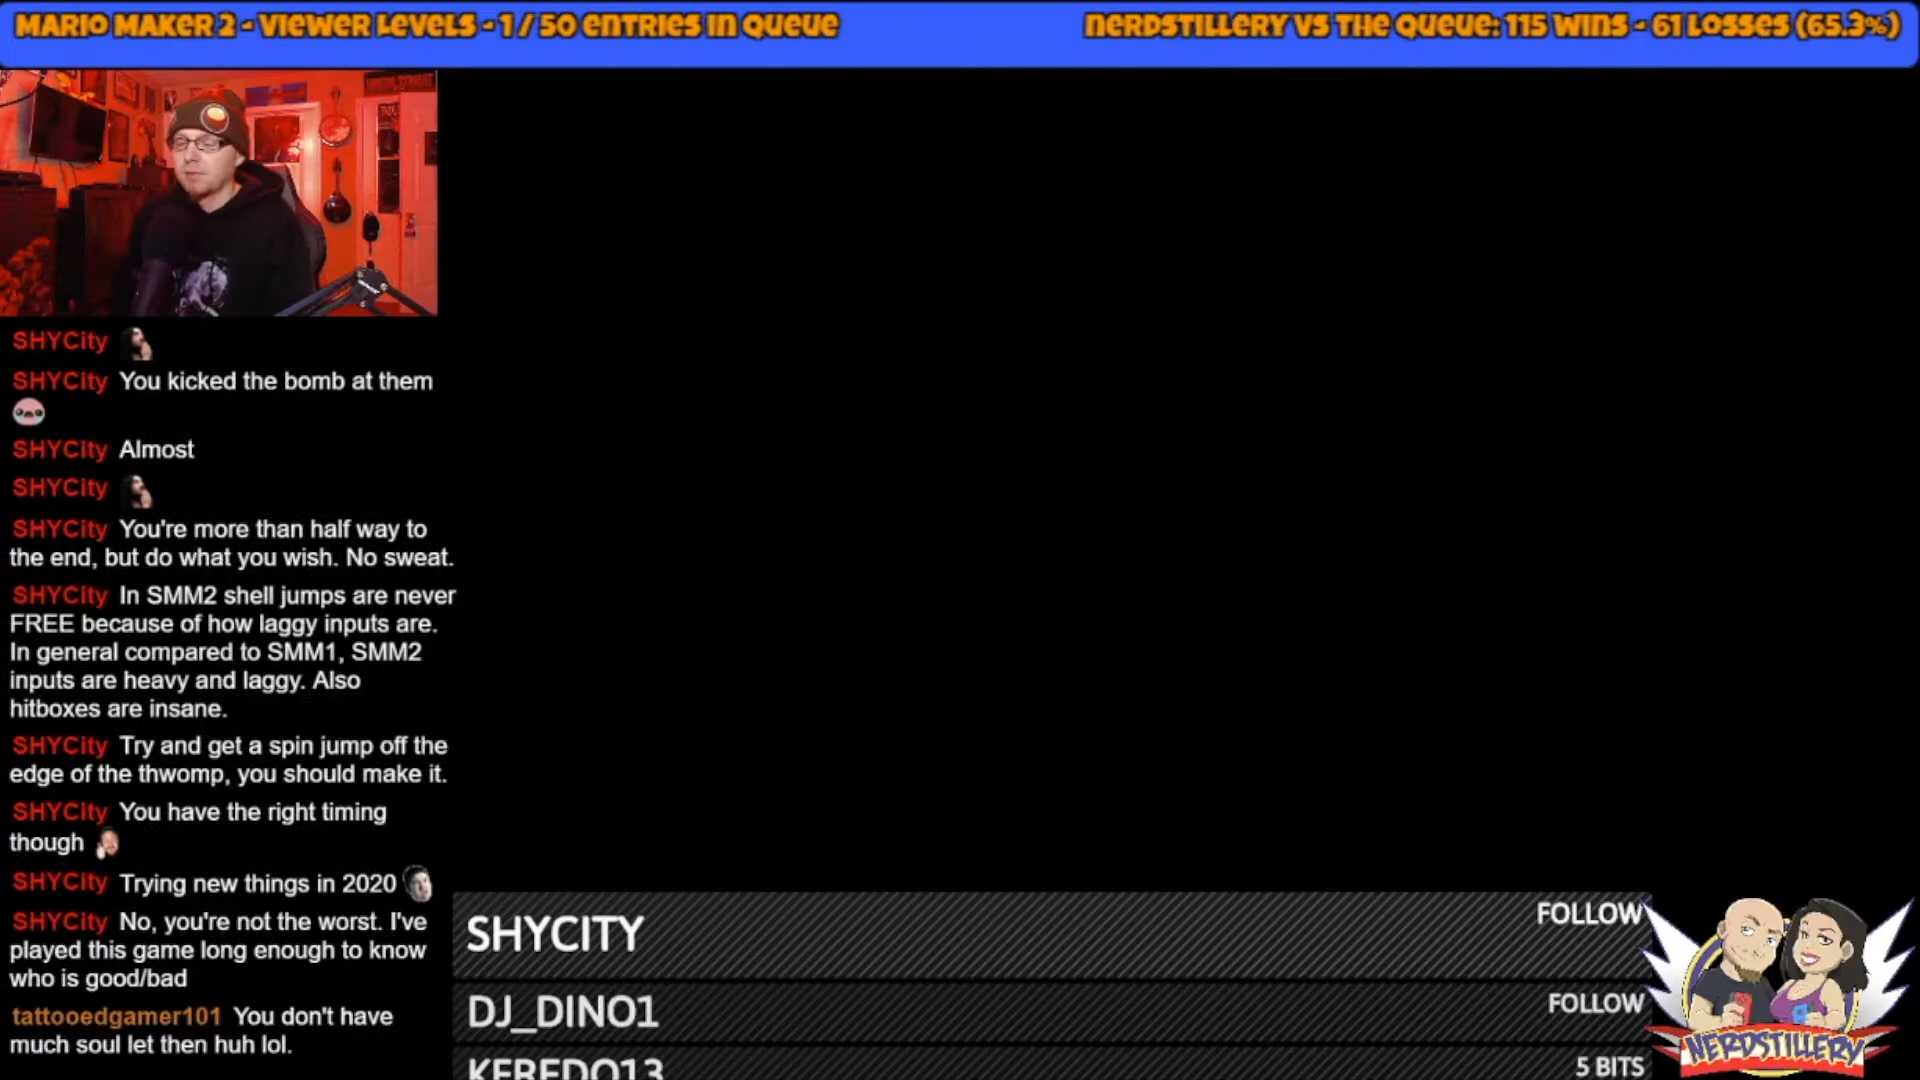 MARIO MAKER 2 - VIEWER LEVELS - 1 / 50 ENTRIES IN QUEUE
NERDSTILLERY VS THE QUEUE: 115 WINS - 61 LOSSES (65.3%)
SHYCity
SHYCity You kicked the bomb at them
SHYCity Almost
SHYCity
SHYCity You're more than half way to
the end, but do what you wish. No sweat.
SHYCity In SMM2 shell jumps are never
FREE because of how laggy inputs are.
In general compared to SMM1, SMM2
inputs are heavy and laggy. Also
hitboxes are insane.
SHYCity Try and get a spin jump off the
edge of the thwomp, you should make it.
SHYCity You have the right timing
though
SHYCity Trying new things in 2020
SHYCity No, you're not the worst. I've
played this game long enough to know
who is good/bad
tattooedgamer101 You don't have
much soul let then huh lol.
SHYCITY FOLLOW
DJ_DINO1 FOLLOW
KEREDO13 5 BITS
NERDSTILLERY